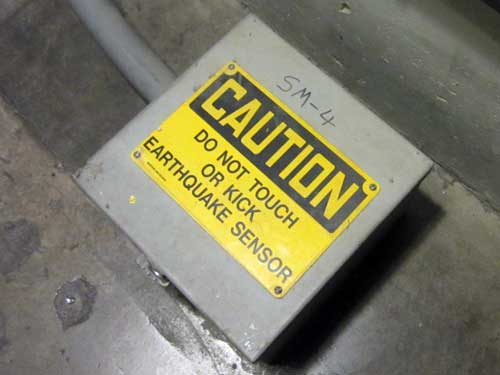 SM-4
CAUTION
DO NOT TOUCH
OR KICK
EARTHQUAKE SENSOR